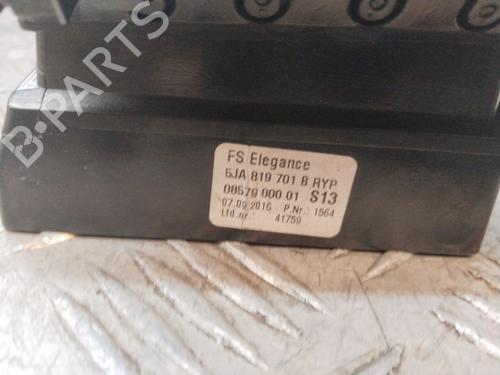 B-PARTS
FS Elegance
5JA 819 701 B RYP
08579 000 01 S13
07.09.2016 P.Nr.: 1564
Lfd.nr.: 41759